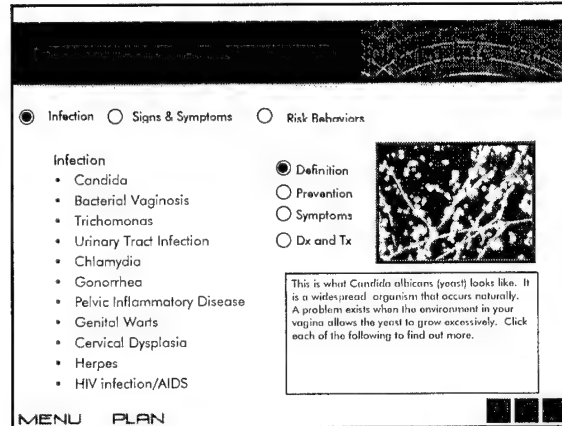 Infection Signs & Symptoms Risk Behaviors
Infection
• Candida
• Bacterial Vaginosis
• Trichomonas
• Urinary Tract Infection
• Chlamydia
• Gonorrhea
• Pelvic Inflammatory Disease
• Genital Warts
• Cervical Dysplasia
• Herpes
• HIV infection/AIDS
Definition
Prevention
Symptoms
Dx and Tx
This is what Candida albicans (yeast) looks like. It
is a widespread organism that occurs naturally.
A problem exists when the environment in your
vagina allows the yeast to grow excessively. Click
each of the following to find out more.
MENU PLAN